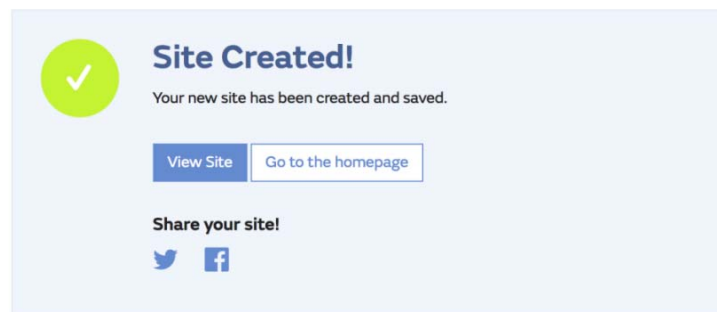 Site Created!
Your new site has been created and saved.
View Site
Go to the homepage
Share your site!